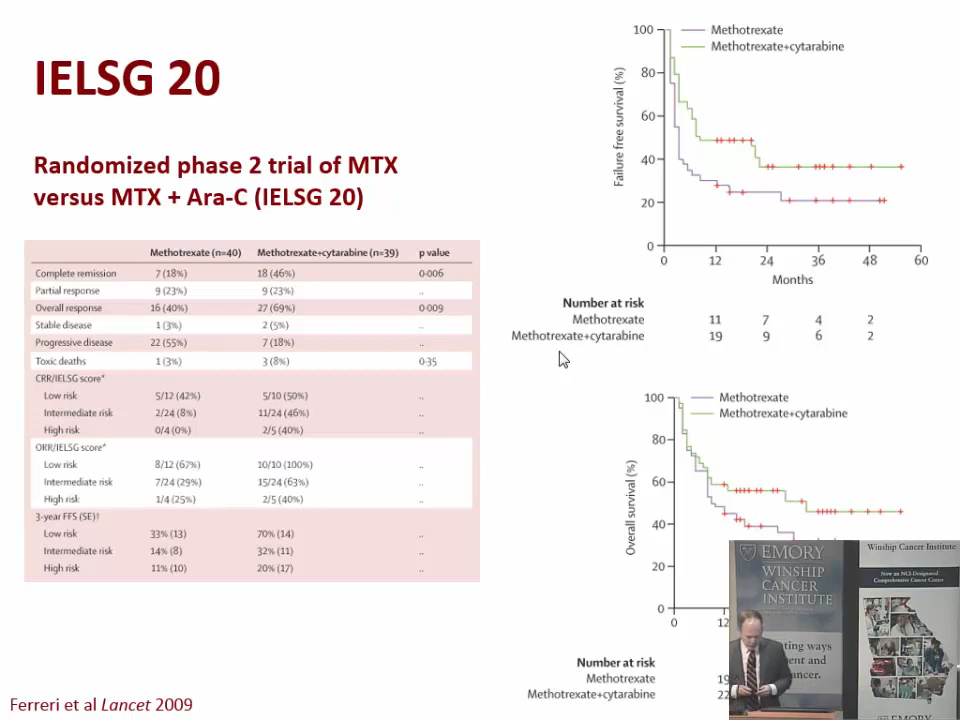 IELSG 20
Randomized phase 2 trial of MTX
versus MTX + Ara-C (IELSG 20)
Methotrexate (n=40) Methotrexate+cytarabine (n=39) p value
Complete remission 7 (18%) 18 (46%) 0·006
Partial response 9 (23%) 9 (23%) ..
Overall response 16 (40%) 27 (69%) 0·009
Stable disease 1 (3%) 2 (5%) ..
Progressive disease 22 (55%) 7 (18%) ..
Toxic deaths 1 (3%) 3 (8%) 0·35
CRR/IELSG score* ..
Low risk 5/12 (42%) 5/10 (50%) ..
Intermediate risk 2/24 (8%) 11/24 (46%) ..
High risk 0/4 (0%) 2/5 (40%) ..
ORR/IELSG score*
Low risk 8/12 (67%) 10/10 (100%) ..
Intermediate risk 7/24 (29%) 15/24 (63%) ..
High risk 1/4 (25%) 2/5 (40%) ..
3-year FFS (SE)†
Low risk 33% (13) 70% (14) ..
Intermediate risk 14% (8) 32% (11) ..
High risk 11% (10) 20% (17) ..
Ferreri et al Lancet 2009
Methotrexate
Methotrexate+cytarabine
Failure free survival (%)
100
80
60
40
20
0
0 12 24 36 48 60
Months
Number at risk
Methotrexate 11 7 4 2
Methotrexate+cytarabine 19 9 6 2
Methotrexate
Methotrexate+cytarabine
Overall survival (%)
100
80
60
40
20
0
0 12
Number at risk
Methotrexate 19
Methotrexate+cytarabine 22
EMORY
WINSHIP
CANCER
INSTITUTE
ting ways
ent and
ancer.
Winship Cancer Institute
Now an NCI-Designated
Comprehensive Cancer Center
EMORY